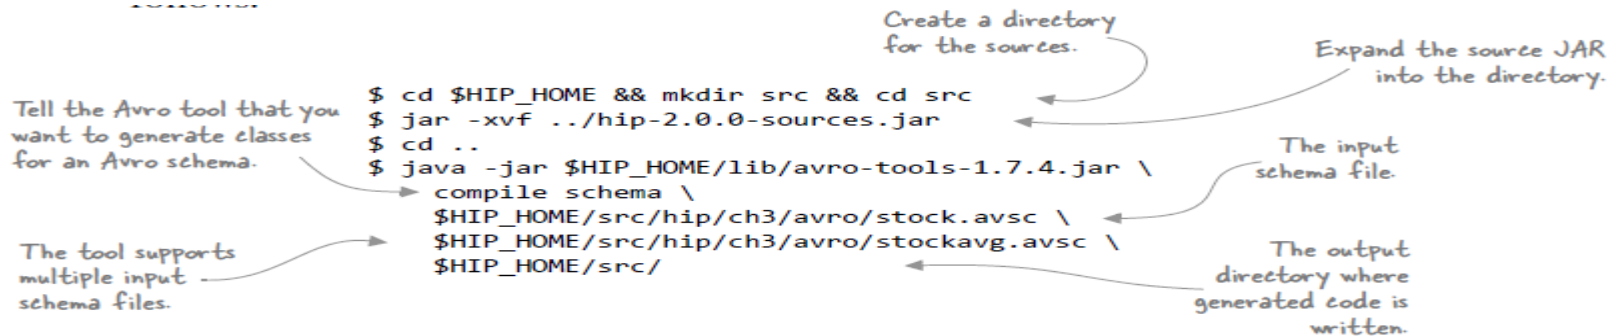 follows:
Create a directory
for the sources.
Expand the source JAR
into the directory.
Tell the Avro tool that you
want to generate classes
for an Avro schema.
$ cd $HIP_HOME && mkdir src && cd src
$ jar -xvf ../hip-2.0.0-sources.jar
$ cd ..
$ java -jar $HIP_HOME/lib/avro-tools-1.7.4.jar \
compile schema \
$HIP_HOME/src/hip/ch3/avro/stock.avsc \
$HIP_HOME/src/hip/ch3/avro/stockavg.avsc \
$HIP_HOME/src/
The input
schema file.
The tool supports
multiple input
schema files.
The output
directory where
generated code is
written.